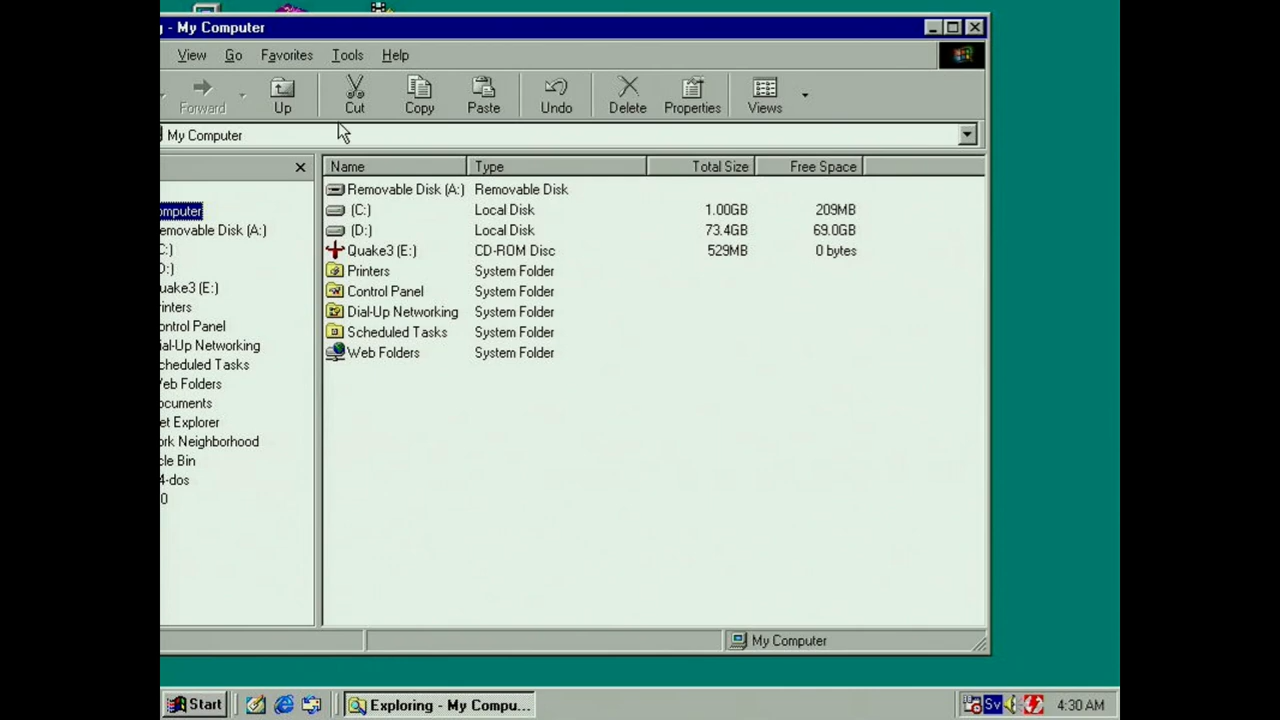 - My Computer
View Go Favorites Tools Help
Forward Up Cut Copy Paste Undo Delete Properties Views
My Computer
Name Type Total Size Free Space
Removable Disk (A:) Removable Disk
(C:) Local Disk 1.00GB 209MB
(D:) Local Disk 73.4GB 69.0GB
Quake3 (E:) CD-ROM Disc 529MB 0 bytes
Printers System Folder
Control Panel System Folder
Dial-Up Networking System Folder
Scheduled Tasks System Folder
Web Folders System Folder
omputer
emovable Disk (A:)
C:)
D:)
uake3 (E:)
rinters
ontrol Panel
ial-Up Networking
cheduled Tasks
eb Folders
ocuments
et Explorer
ork Neighborhood
cle Bin
4-dos
0
My Computer
Start Exploring - My Compu... Sv 4:30 AM